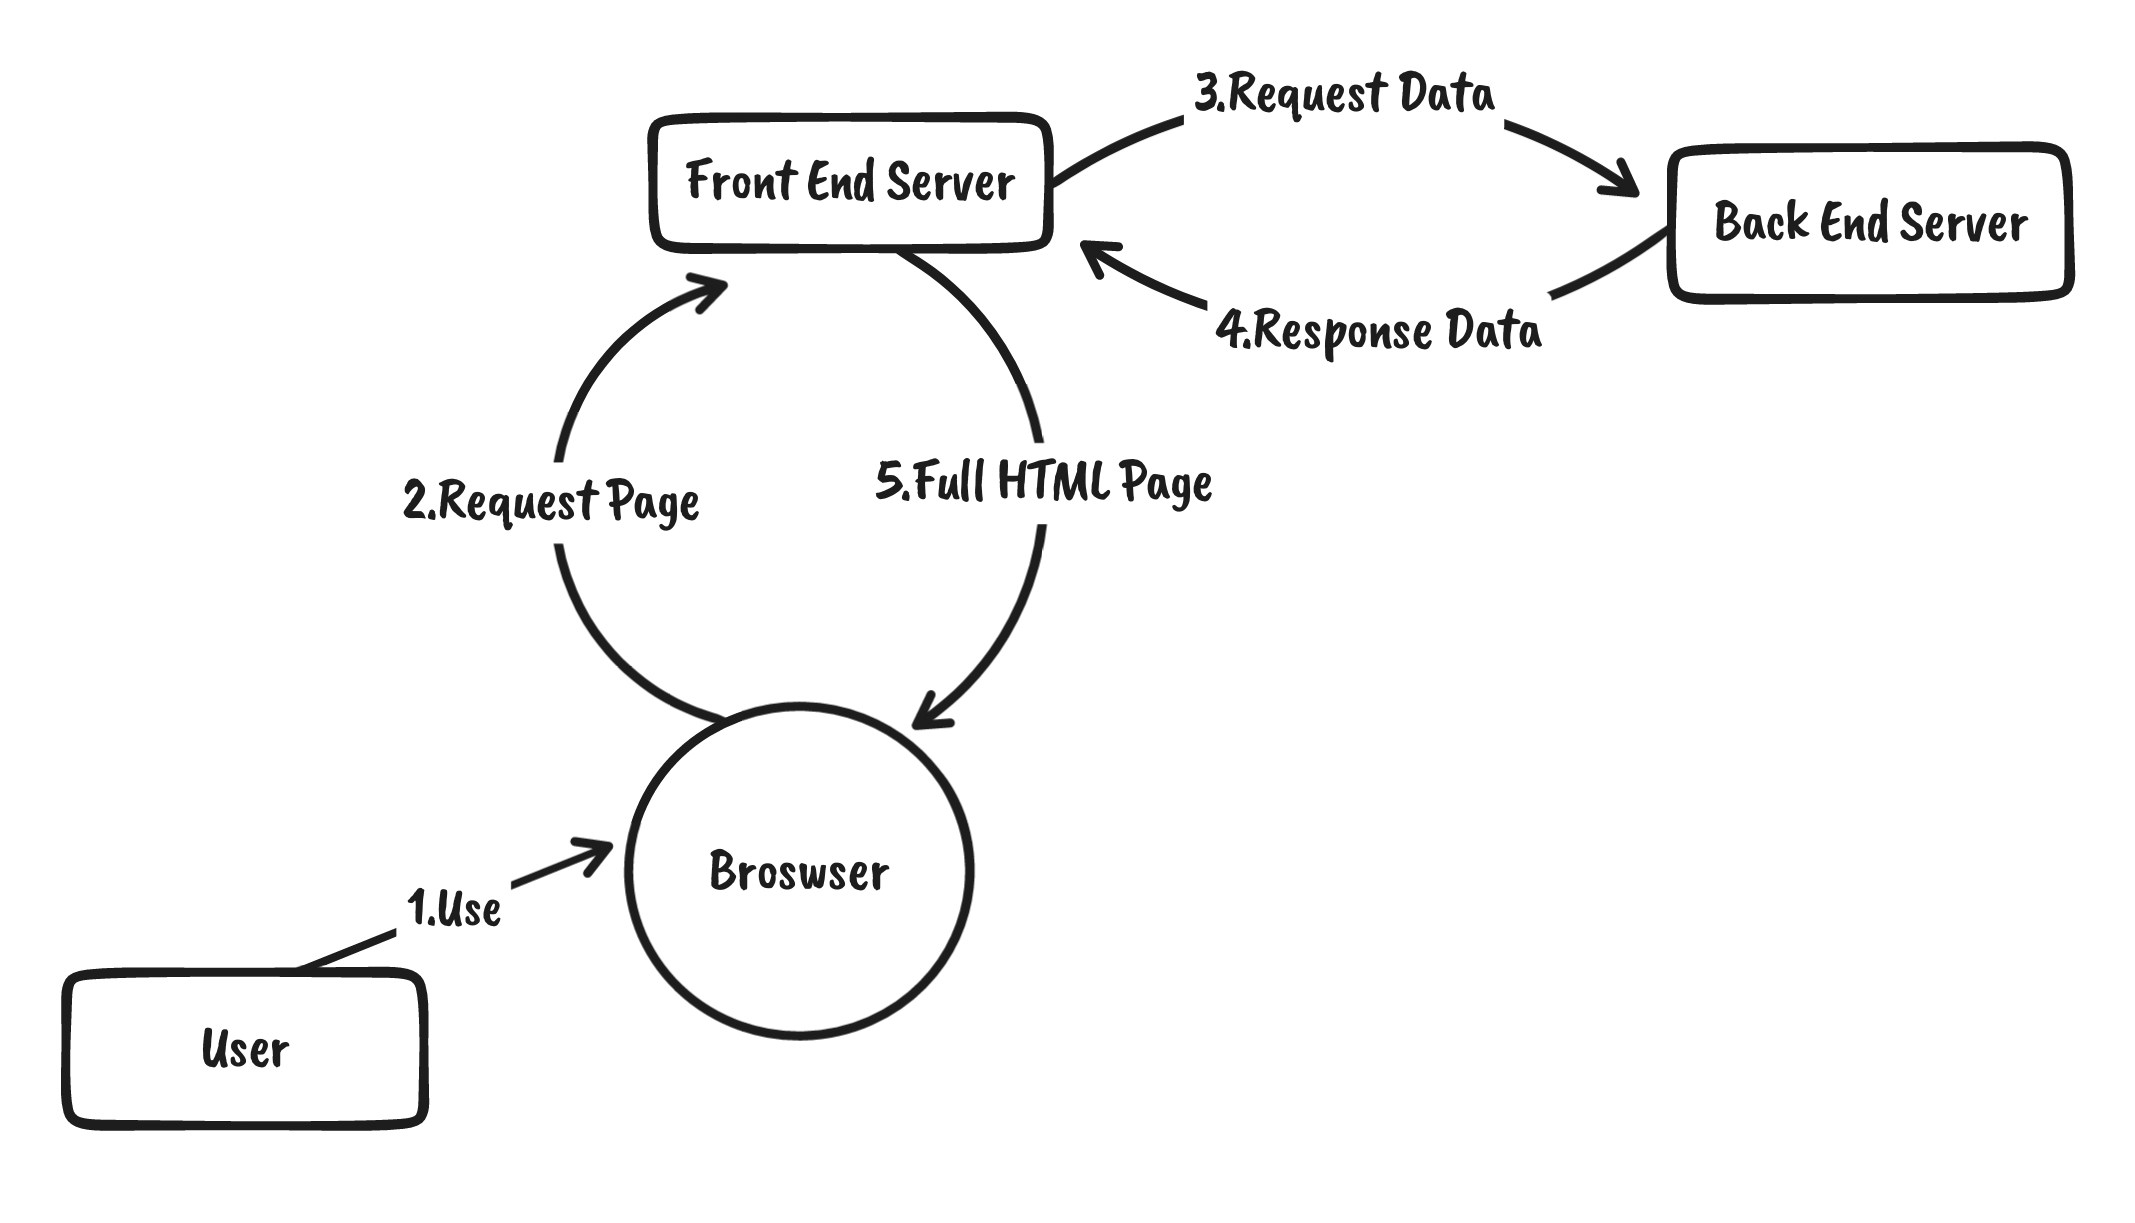 3.Request Data
Front End Server
Back End Server
4.Response Data
2.Request Page
5.Full HTML Page
Broswser
1.Use
User